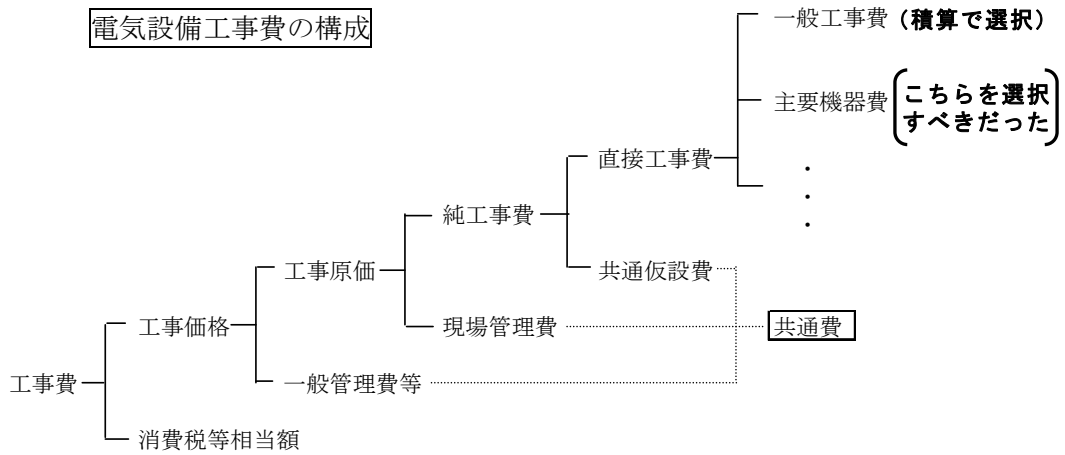 電気設備工事費の構成
一般工事費（積算で選択）
主要機器費
こちらを選択
すべきだった
直接工事費
純工事費
工事原価
共通仮設費
工事価格
現場管理費
共通費
工事費
一般管理費等
消費税等相当額